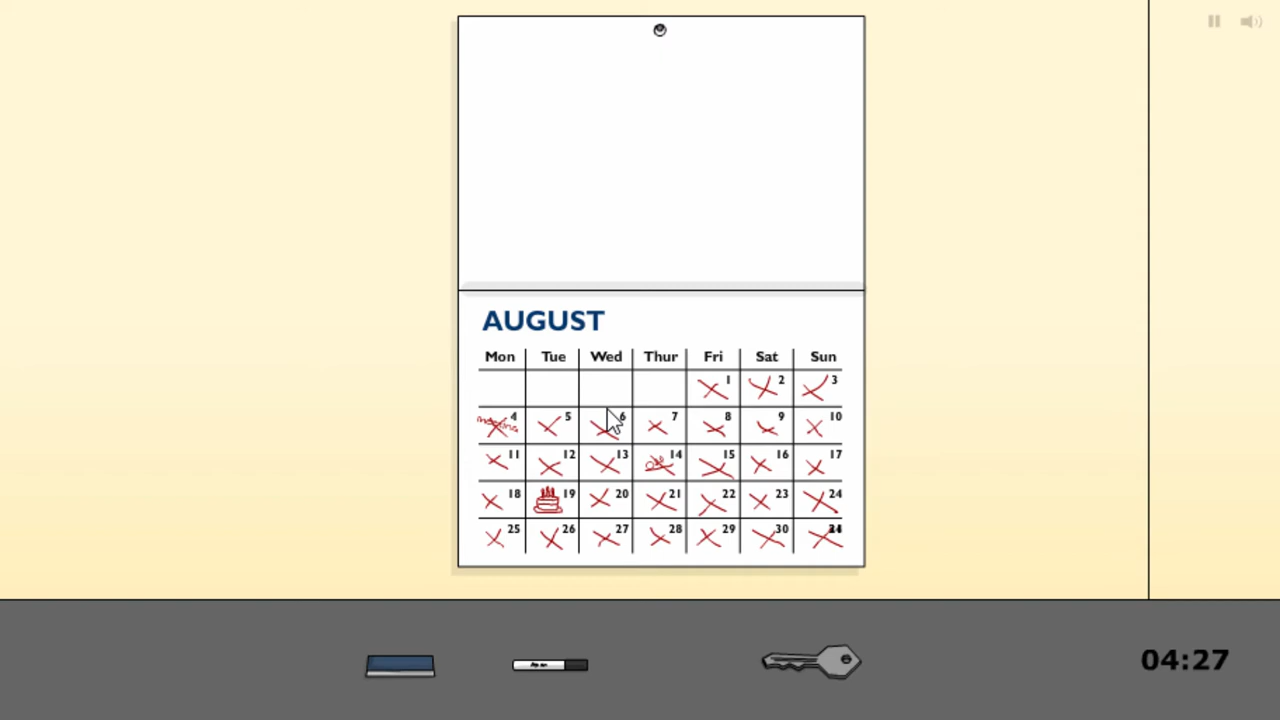 AUGUST
Mon Tue Wed Thur Fri Sat Sun
1 2 3
4 5 6 7 8 9 10
11 12 13 14 15 16 17
18 19 20 21 22 23 24
25 26 27 28 29 30
04:27